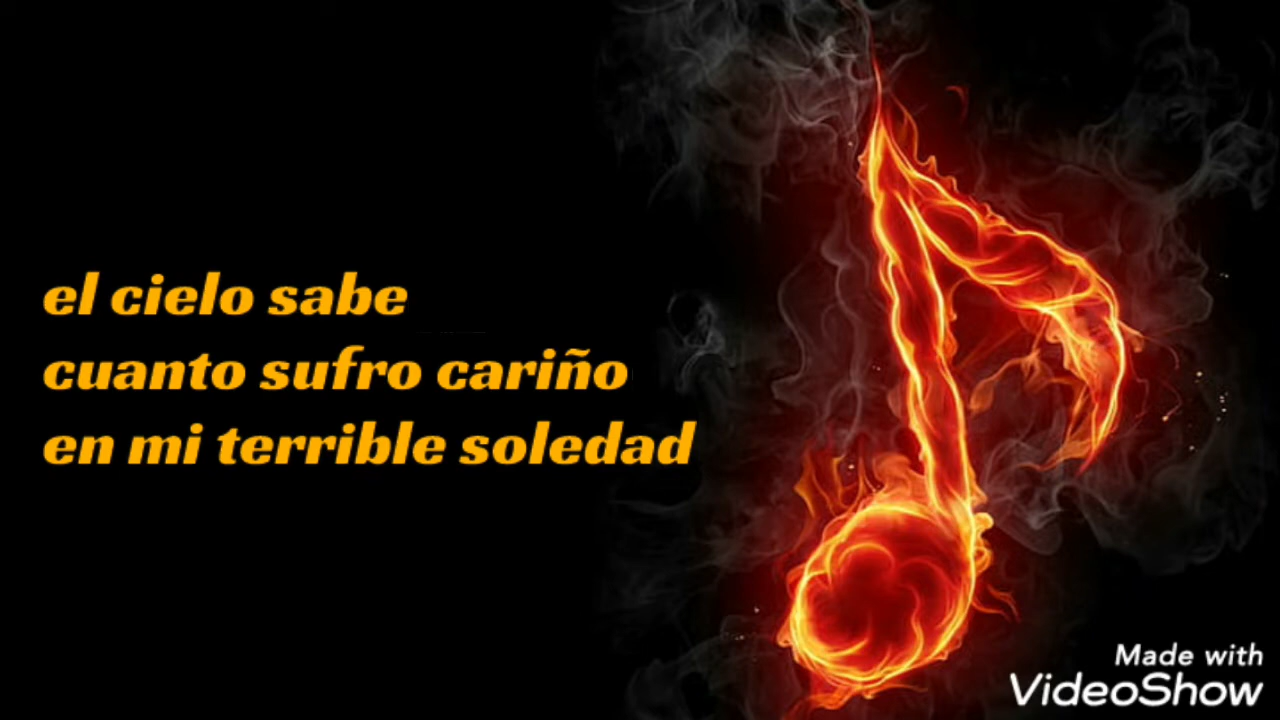 el cielo sabe
cuanto sufro cariño
en mi terrible soledad
Made with
VideoShow